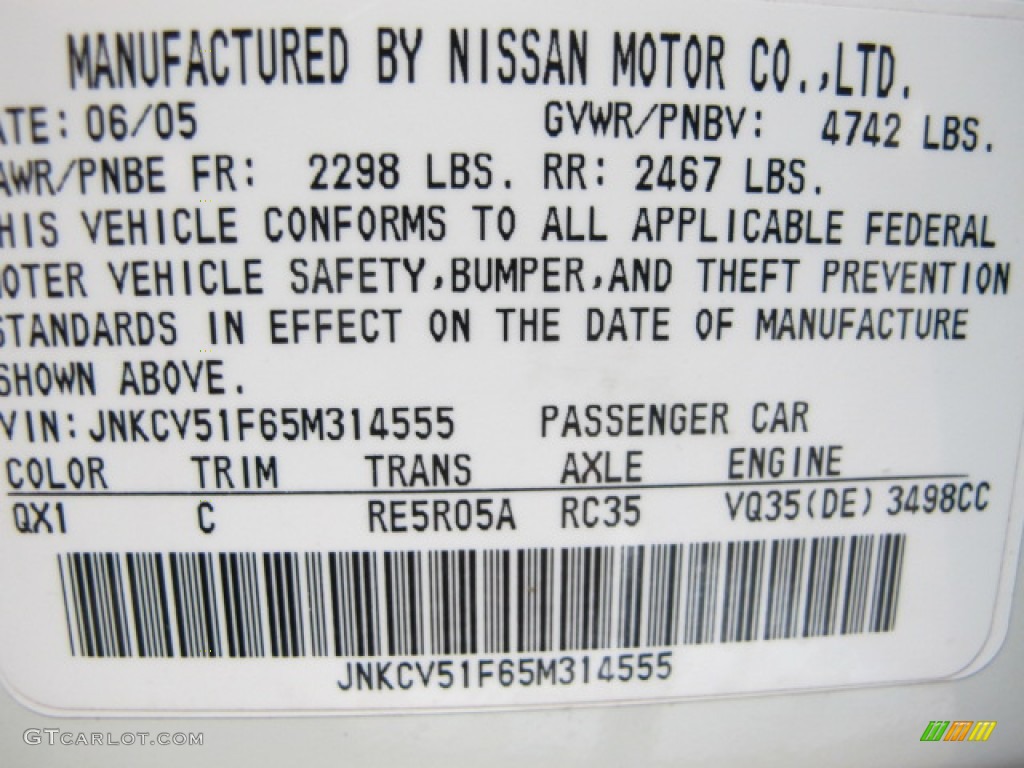 MANUFACTURED BY NISSAN MOTOR CO.,LTD.
ATE: 06/05 GVWR/PNBV: 4742 LBS.
AWR/PNBE FR: 2298 LBS. RR: 2467 LBS.
HIS VEHICLE CONFORMS TO ALL APPLICABLE FEDERAL
OTER VEHICLE SAFETY,BUMPER,AND THEFT PREVENTION
STANDARDS IN EFFECT ON THE DATE OF MANUFACTURE
SHOWN ABOVE.
VIN: JNKCV51F65M314555 PASSENGER CAR
COLOR TRIM TRANS AXLE ENGINE
QX1 C RE5R05A RC35 VQ35(DE) 3498CC
JNKCV51F65M314555
GTCARLOT.COM